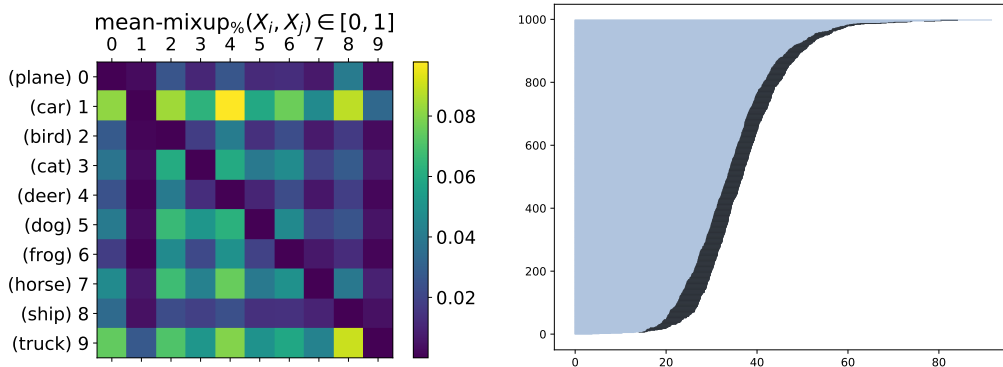 mean-mixup%(Xi, Xj) ∈ [0, 1]
0 1 2 3 4 5 6 7 8 9
(plane) 0
(car) 1
(bird) 2
(cat) 3
(deer) 4
(dog) 5
(frog) 6
(horse) 7
(ship) 8
(truck) 9
0.08
0.06
0.04
0.02
1000
800
600
400
200
0
0 20 40 60 80